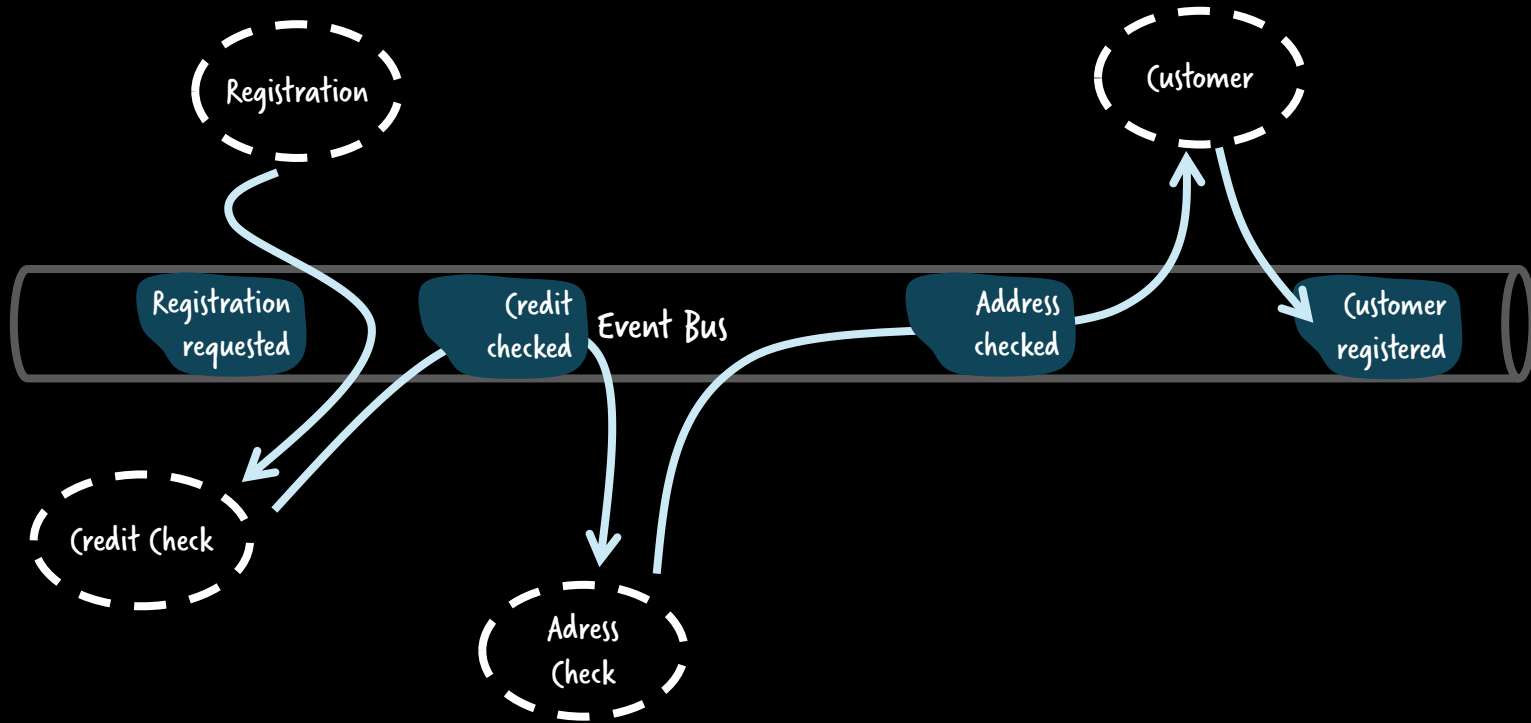 Registration
Customer
Registration
requested
Credit
checked
Event Bus
Address
checked
Customer
registered
Credit Check
Adress
Check